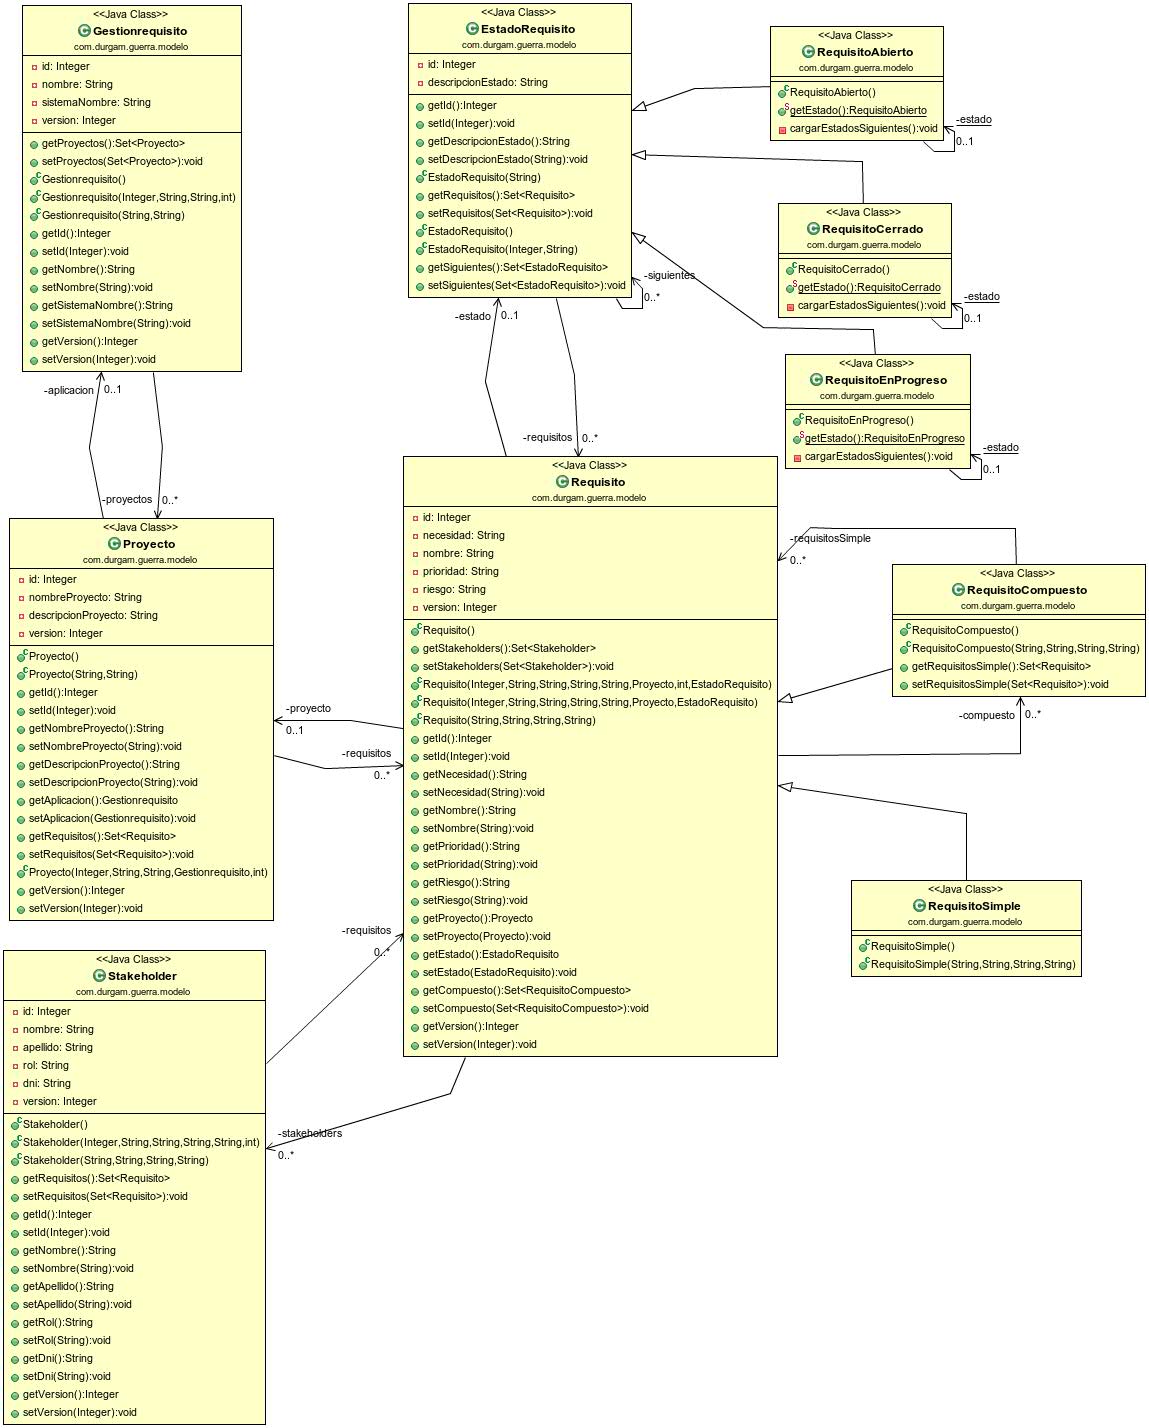 <<Java Class>>
Gestionrequisito
com.durgam.guerra.modelo
id: Integer
nombre: String
sistemaNombre: String
version: Integer
getProyectos():Set<Proyecto>
setProyectos(Set<Proyecto>):void
Gestionrequisito()
Gestionrequisito(Integer,String,String,int)
Gestionrequisito(String,String)
getId():Integer
setId(Integer):void
getNombre():String
setNombre(String):void
getSistemaNombre():String
setSistemaNombre(String):void
getVersion():Integer
setVersion(Integer):void
-aplicacion
0..1
-proyectos
0..*
<<Java Class>>
EstadoRequisito
com.durgam.guerra.modelo
id: Integer
descripcionEstado: String
getId():Integer
setId(Integer):void
getDescripcionEstado():String
setDescripcionEstado(String):void
EstadoRequisito(String)
getRequisitos():Set<Requisito>
setRequisitos(Set<Requisito>):void
EstadoRequisito()
EstadoRequisito(Integer,String)
getSiguientes():Set<EstadoRequisito>
setSiguientes(Set<EstadoRequisito>):void
-siguientes
0..*
-estado
0..1
-requisitos
0..*
<<Java Class>>
RequisitoAbierto
com.durgam.guerra.modelo
RequisitoAbierto()
getEstado():RequisitoAbierto
cargarEstadosSiguientes():void
-estado
0..1
<<Java Class>>
RequisitoCerrado
com.durgam.guerra.modelo
RequisitoCerrado()
getEstado():RequisitoCerrado
cargarEstadosSiguientes():void
-estado
0..1
<<Java Class>>
RequisitoEnProgreso
com.durgam.guerra.modelo
RequisitoEnProgreso()
getEstado():RequisitoEnProgreso
cargarEstadosSiguientes():void
-estado
0..1
<<Java Class>>
Proyecto
com.durgam.guerra.modelo
id: Integer
nombreProyecto: String
descripcionProyecto: String
version: Integer
Proyecto()
Proyecto(String,String)
getId():Integer
setId(Integer):void
getNombreProyecto():String
setNombreProyecto(String):void
getDescripcionProyecto():String
setDescripcionProyecto(String):void
getAplicacion():Gestionrequisito
setAplicacion(Gestionrequisito):void
getRequisitos():Set<Requisito>
setRequisitos(Set<Requisito>):void
Proyecto(Integer,String,String,Gestionrequisito,int)
getVersion():Integer
setVersion(Integer):void
-proyecto
0..1
-requisitos
0..*
<<Java Class>>
Requisito
com.durgam.guerra.modelo
id: Integer
necesidad: String
nombre: String
prioridad: String
riesgo: String
version: Integer
Requisito()
getStakeholders():Set<Stakeholder>
setStakeholders(Set<Stakeholder>):void
Requisito(Integer,String,String,String,String,Proyecto,int,EstadoRequisito)
Requisito(Integer,String,String,String,String,Proyecto,EstadoRequisito)
Requisito(String,String,String,String)
getId():Integer
setId(Integer):void
getNecesidad():String
setNecesidad(String):void
getNombre():String
setNombre(String):void
getPrioridad():String
setPrioridad(String):void
getRiesgo():String
setRiesgo(String):void
getProyecto():Proyecto
setProyecto(Proyecto):void
getEstado():EstadoRequisito
setEstado(EstadoRequisito):void
getCompuesto():Set<RequisitoCompuesto>
setCompuesto(Set<RequisitoCompuesto>):void
getVersion():Integer
setVersion(Integer):void
-requisitosSimple
0..*
<<Java Class>>
RequisitoCompuesto
com.durgam.guerra.modelo
RequisitoCompuesto()
RequisitoCompuesto(String,String,String,String)
getRequisitosSimple():Set<Requisito>
setRequisitosSimple(Set<Requisito>):void
-compuesto
0..*
<<Java Class>>
RequisitoSimple
com.durgam.guerra.modelo
RequisitoSimple()
RequisitoSimple(String,String,String,String)
-requisitos
0..*
<<Java Class>>
Stakeholder
com.durgam.guerra.modelo
id: Integer
nombre: String
apellido: String
rol: String
dni: String
version: Integer
Stakeholder()
Stakeholder(Integer,String,String,String,String,int)
Stakeholder(String,String,String,String)
getRequisitos():Set<Requisito>
setRequisitos(Set<Requisito>):void
getId():Integer
setId(Integer):void
getNombre():String
setNombre(String):void
getApellido():String
setApellido(String):void
getRol():String
setRol(String):void
getDni():String
setDni(String):void
getVersion():Integer
setVersion(Integer):void
-stakeholders
0..*